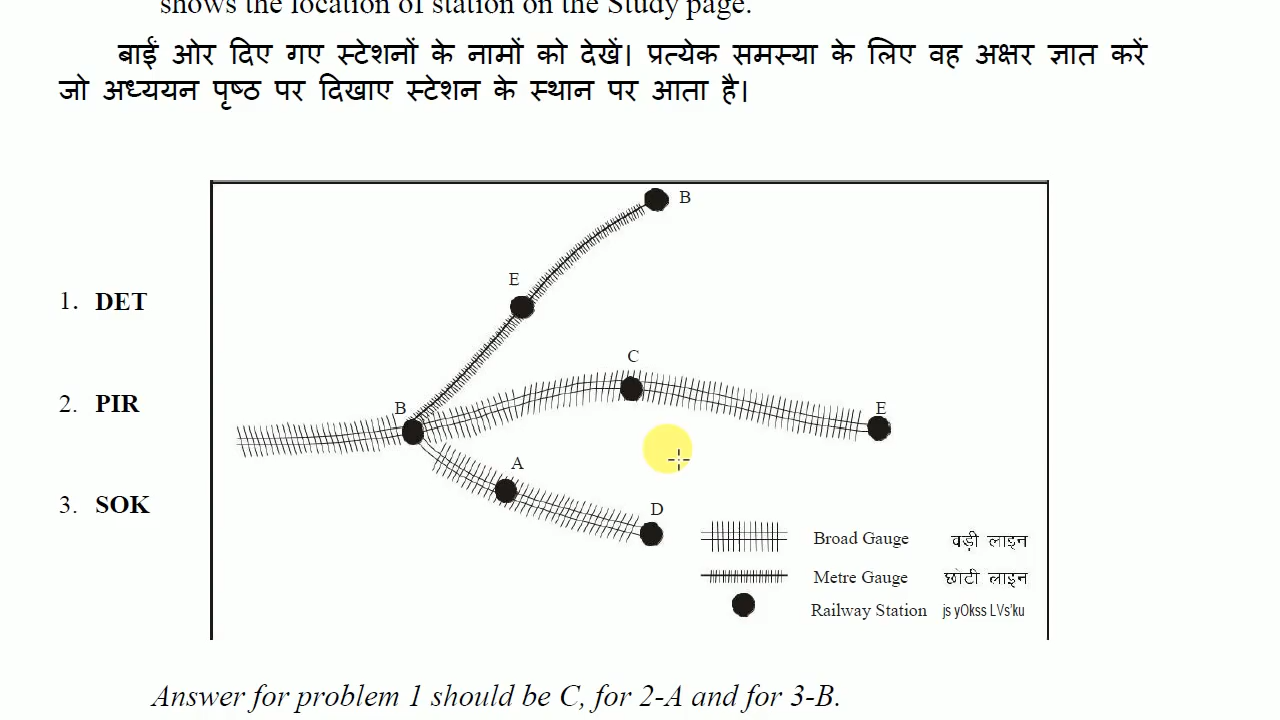 shows the location of station on the Study page.
बाईं ओर दिए गए स्टेशनों के नामों को देखें। प्रत्येक समस्या के लिए वह अक्षर ज्ञात करें
जो अध्ययन पृष्ठ पर दिखाए स्टेशन के स्थान पर आता है।
B
E
1. DET
C
2. PIR
B
E
A
3. SOK
D
Broad Gauge वड़ी लाइन
Metre Gauge छोटी लाइन
Railway Station js yOkss LVs'ku
Answer for problem 1 should be C, for 2-A and for 3-B.